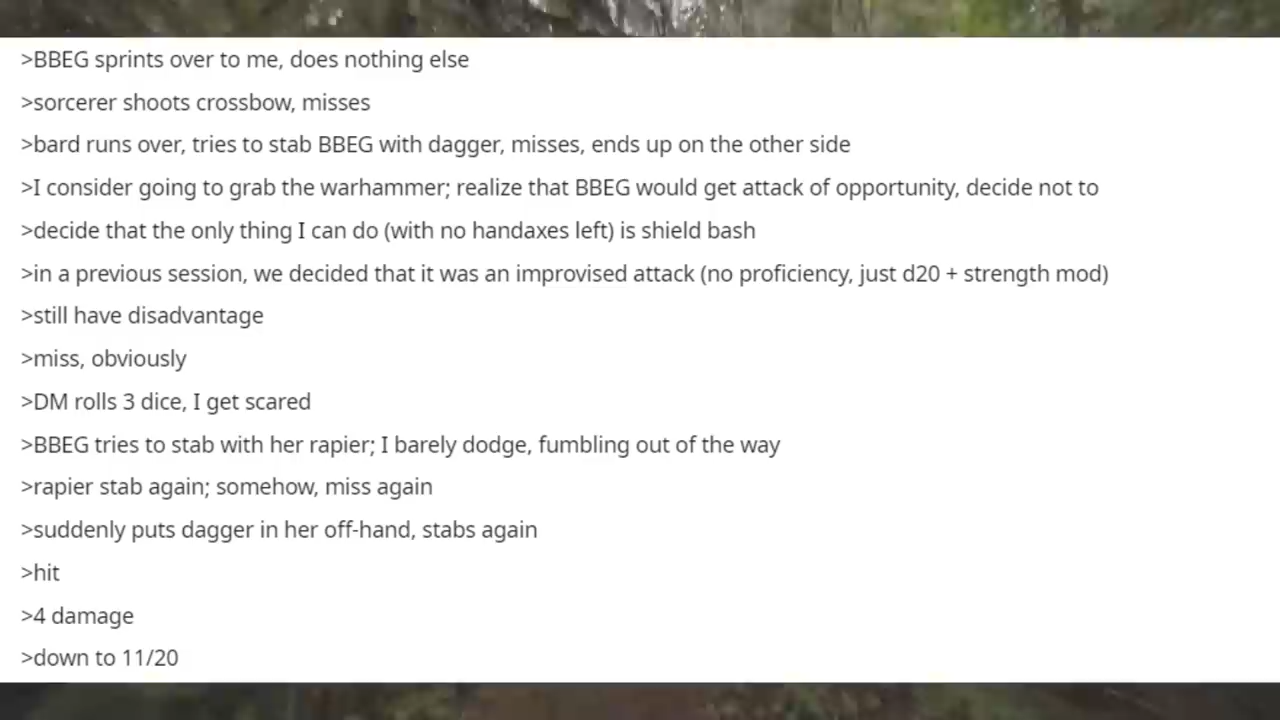 >BBEG sprints over to me, does nothing else
>sorcerer shoots crossbow, misses
>bard runs over, tries to stab BBEG with dagger, misses, ends up on the other side
>I consider going to grab the warhammer; realize that BBEG would get attack of opportunity, decide not to
>decide that the only thing I can do (with no handaxes left) is shield bash
>in a previous session, we decided that it was an improvised attack (no proficiency, just d20 + strength mod)
>still have disadvantage
>miss, obviously
>DM rolls 3 dice, I get scared
>BBEG tries to stab with her rapier; I barely dodge, fumbling out of the way
>rapier stab again; somehow, miss again
>suddenly puts dagger in her off-hand, stabs again
>hit
>4 damage
>down to 11/20